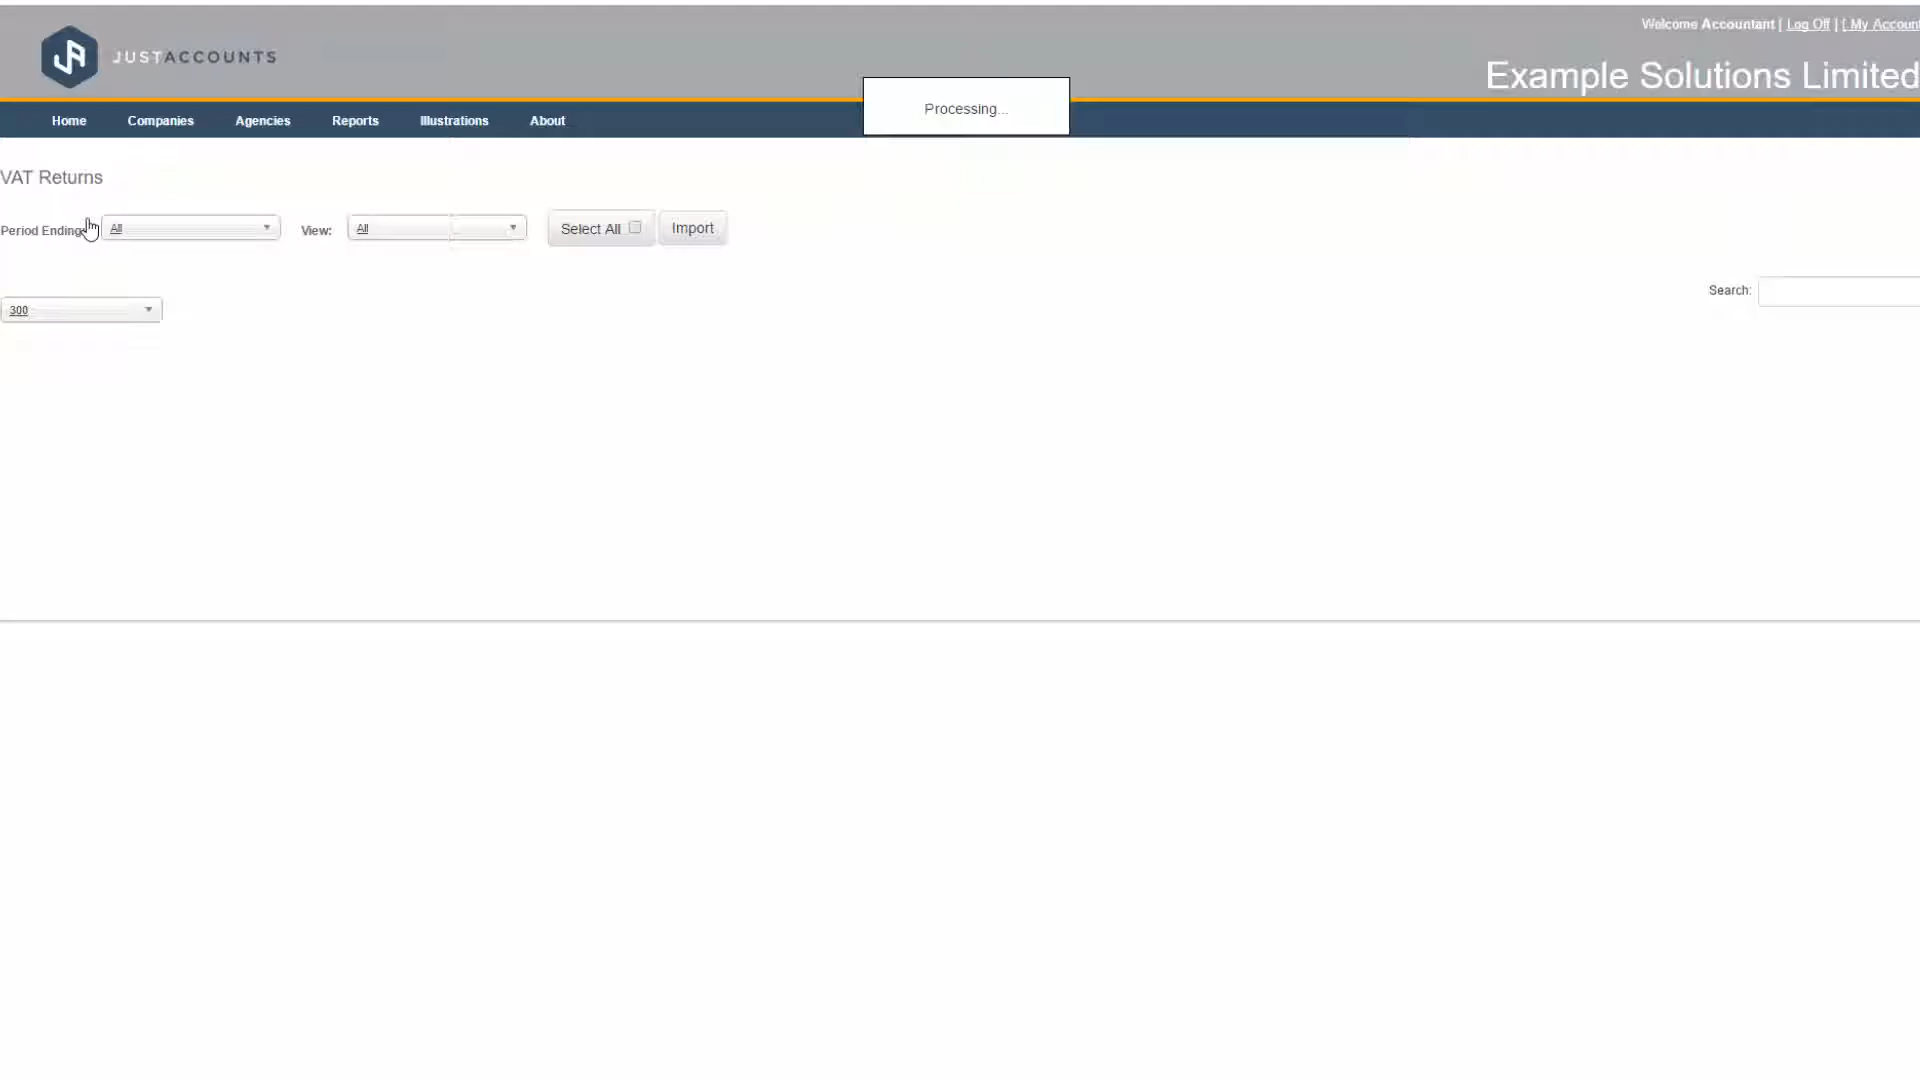 Welcome Accountant | Log Off | [ My Account
JUSTACCOUNTS
Example Solutions Limited
Processing...
Home Companies Agencies Reports Illustrations About
VAT Returns
Period Ending All View: All Select All Import
Search:
300